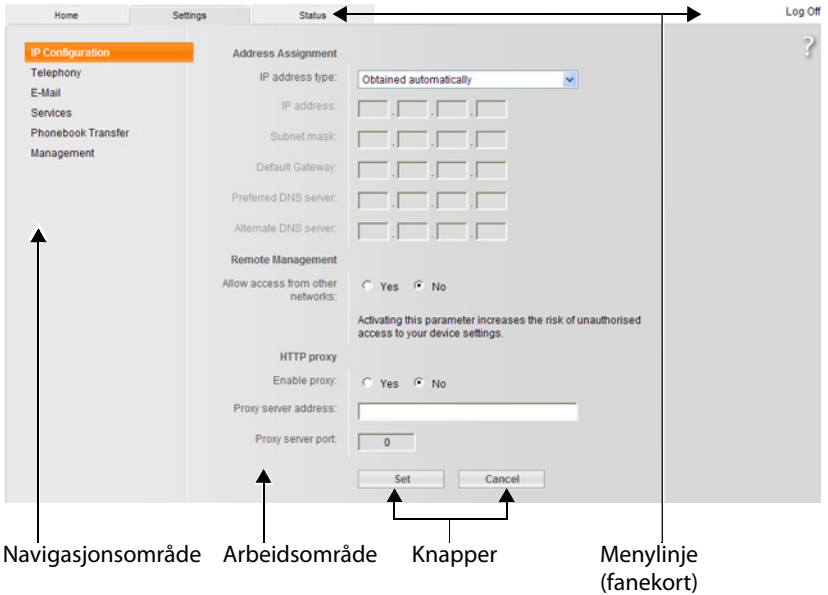 Home Settings Status Log Off
?
IP Configuration
Telephony
E-Mail
Services
Phonebook Transfer
Management
Address Assignment
IP address type: Obtained automatically
IP address: . . .
Subnet mask: . . .
Default Gateway: . . .
Preferred DNS server: . . .
Alternate DNS server: . . .
Remote Management
Allow access from other
networks:
Yes No
Activating this parameter increases the risk of unauthorised
access to your device settings.
HTTP proxy
Enable proxy: Yes No
Proxy server address:
Proxy server port: 0
Set Cancel
Navigasjonsområde Arbeidsområde Knapper Menylinje
(fanekort)